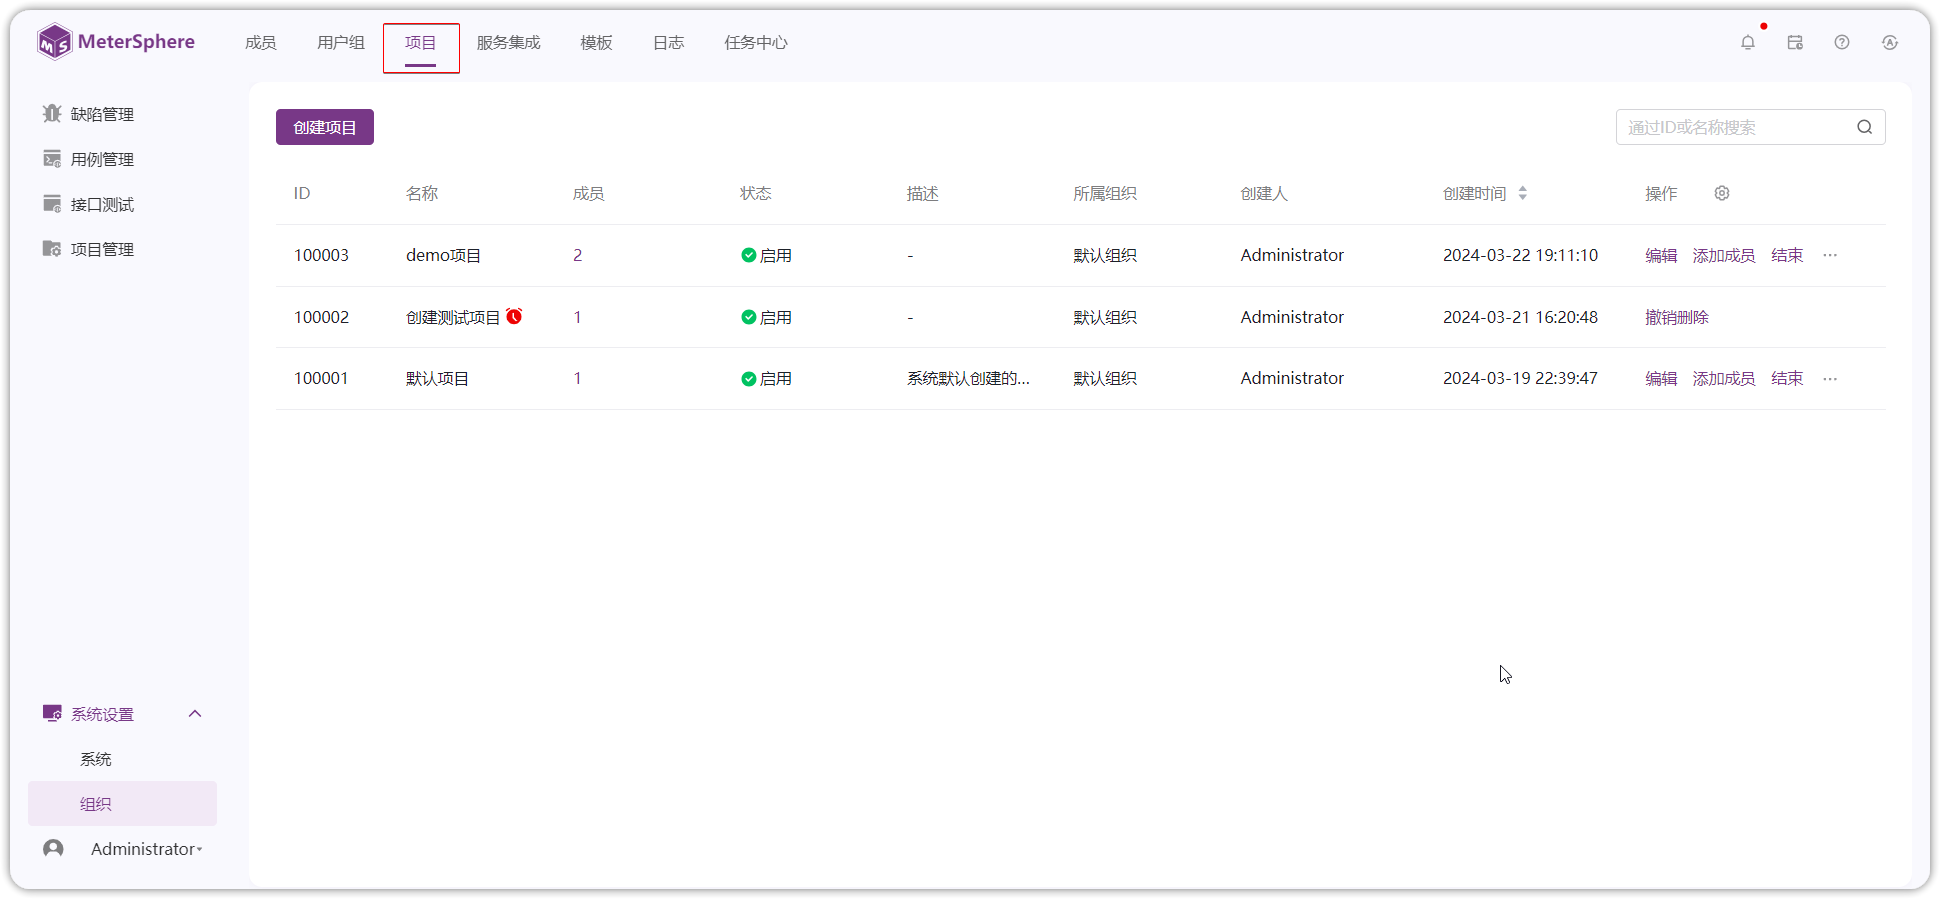 MeterSphere
成员 用户组 项目 服务集成 模板 日志 任务中心
缺陷管理
用例管理
接口测试
项目管理
创建项目
通过ID或名称搜索
ID 名称 成员 状态 描述 所属组织 创建人 创建时间 操作
100003 demo项目 2 启用 - 默认组织 Administrator 2024-03-22 19:11:10 编辑 添加成员 结束 ···
100002 创建测试项目 1 启用 - 默认组织 Administrator 2024-03-21 16:20:48 撤销删除
100001 默认项目 1 启用 系统默认创建的... 默认组织 Administrator 2024-03-19 22:39:47 编辑 添加成员 结束 ···
系统设置
系统
组织
Administrator